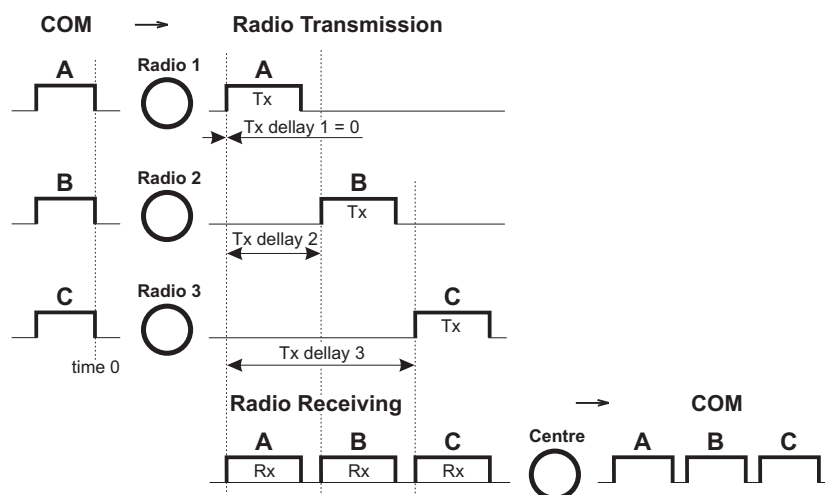 COM → Radio Transmission
A Radio 1 A
Tx
Tx dellay 1 = 0
B Radio 2 B
Tx
Tx dellay 2
C Radio 3 C
Tx
time 0 Tx dellay 3
Radio Receiving → COM
A B C Centre A B C
Rx Rx Rx